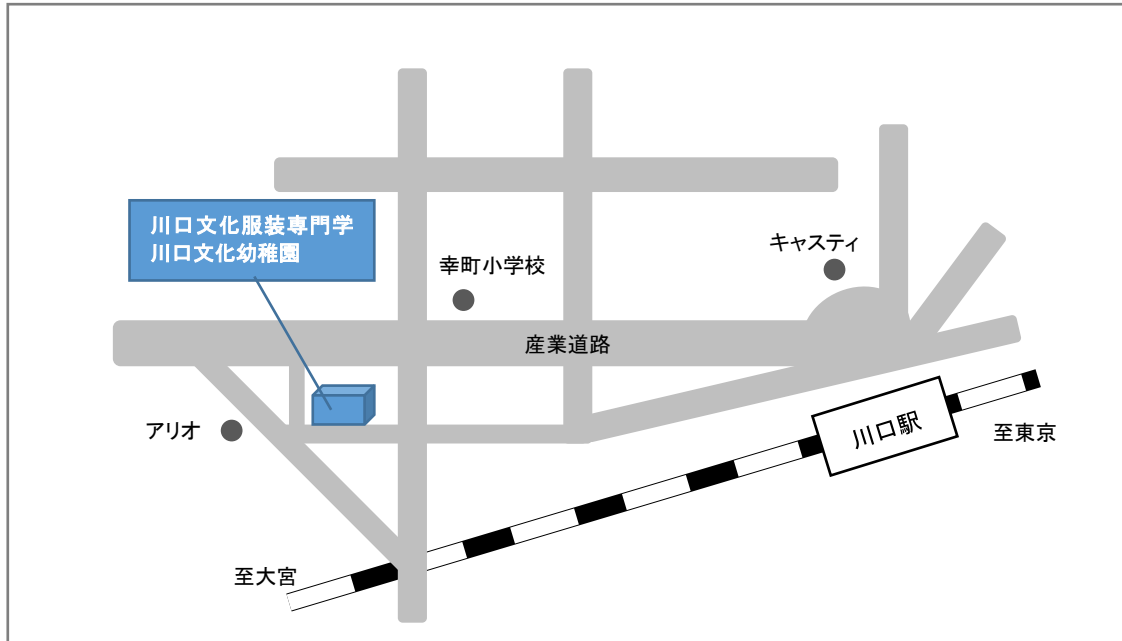 川口文化服装専門学
川口文化幼稚園
キャスティ
幸町小学校
産業道路
アリオ
川口駅
至東京
至大宮